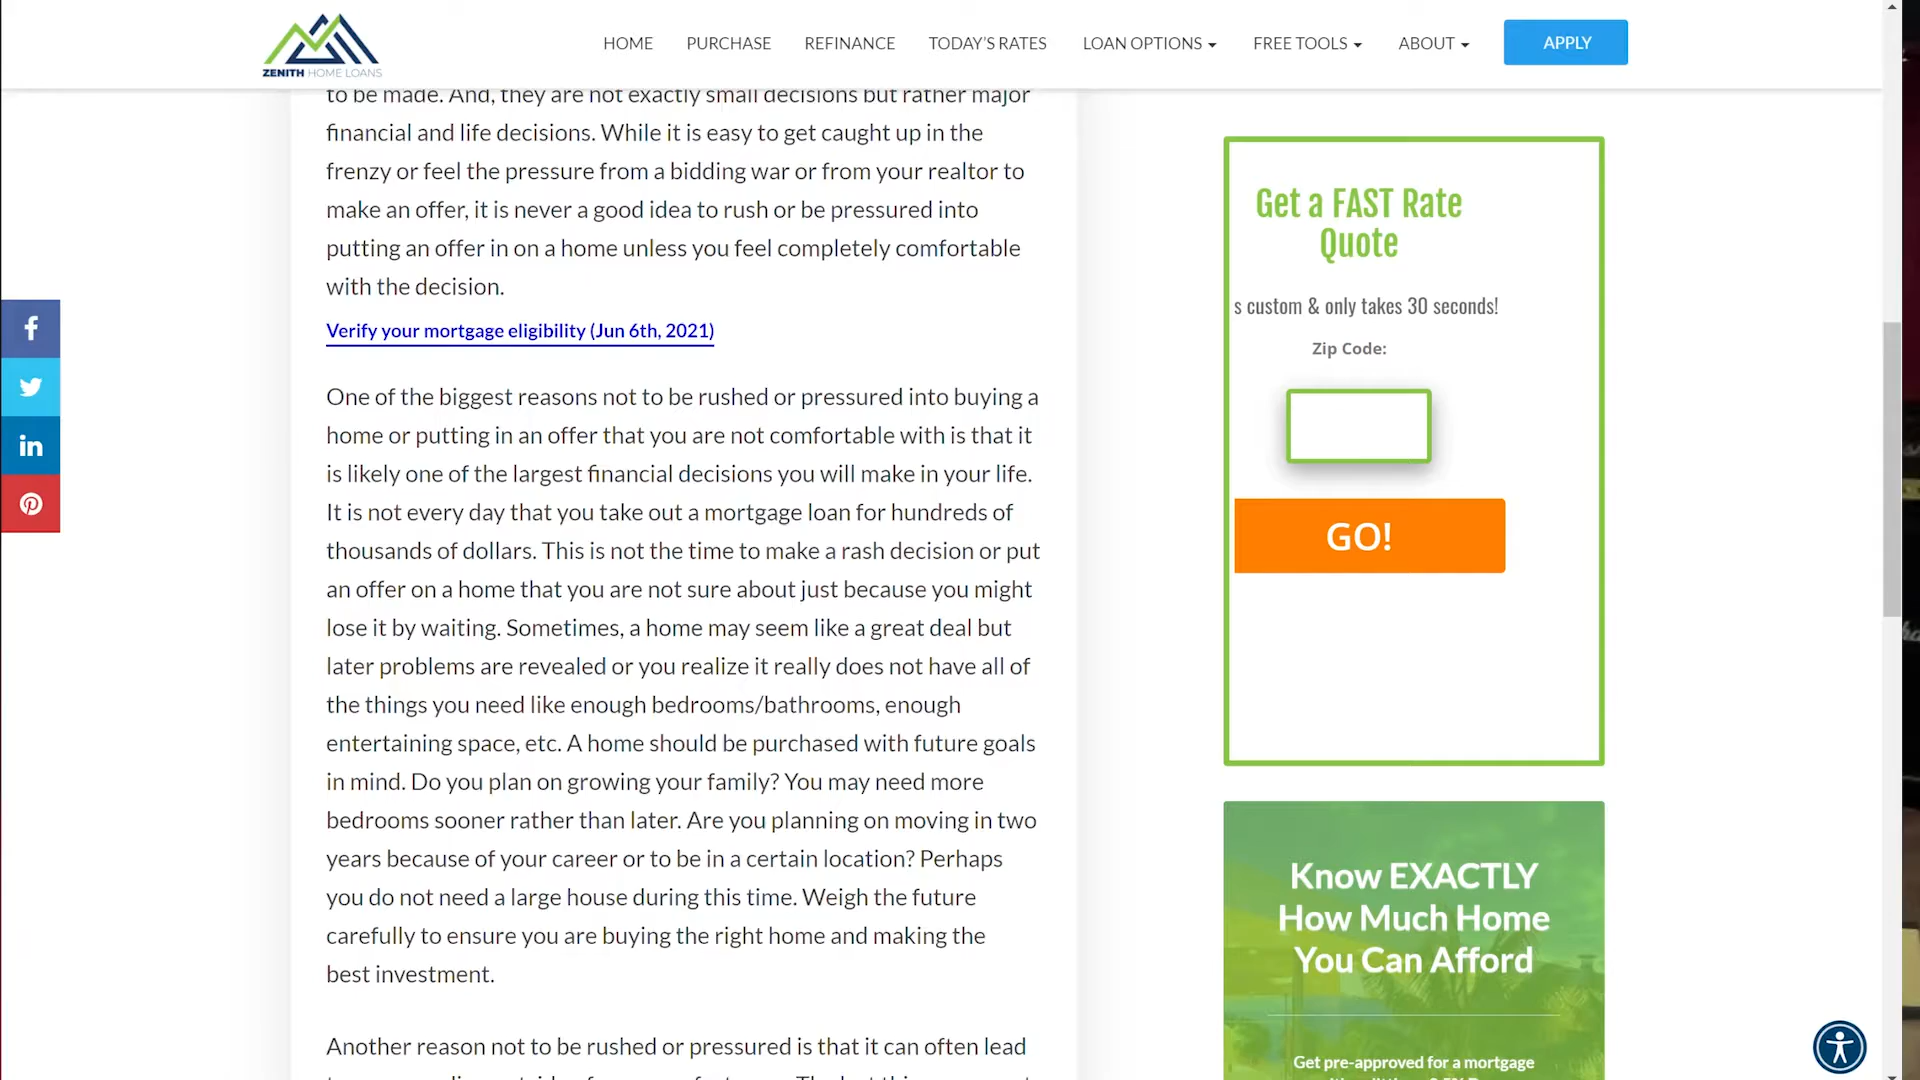 ZENITH HOME LOANS
HOME
PURCHASE
REFINANCE
TODAY'S RATES
LOAN OPTIONS
FREE TOOLS
ABOUT
APPLY
to be made. And, they are not exactly small decisions but rather major
financial and life decisions. While it is easy to get caught up in the
frenzy or feel the pressure from a bidding war or from your realtor to
make an offer, it is never a good idea to rush or be pressured into
putting an offer in on a home unless you feel completely comfortable
with the decision.
Verify your mortgage eligibility (Jun 6th, 2021)
One of the biggest reasons not to be rushed or pressured into buying a
home or putting in an offer that you are not comfortable with is that it
is likely one of the largest financial decisions you will make in your life.
It is not every day that you take out a mortgage loan for hundreds of
thousands of dollars. This is not the time to make a rash decision or put
an offer on a home that you are not sure about just because you might
lose it by waiting. Sometimes, a home may seem like a great deal but
later problems are revealed or you realize it really does not have all of
the things you need like enough bedrooms/bathrooms, enough
entertaining space, etc. A home should be purchased with future goals
in mind. Do you plan on growing your family? You may need more
bedrooms sooner rather than later. Are you planning on moving in two
years because of your career or to be in a certain location? Perhaps
you do not need a large house during this time. Weigh the future
carefully to ensure you are buying the right home and making the
best investment.
Another reason not to be rushed or pressured is that it can often lead
Get a FAST Rate
Quote
s custom & only takes 30 seconds!
Zip Code:
GO!
Know EXACTLY
How Much Home
You Can Afford
Get pre-approved for a mortgage